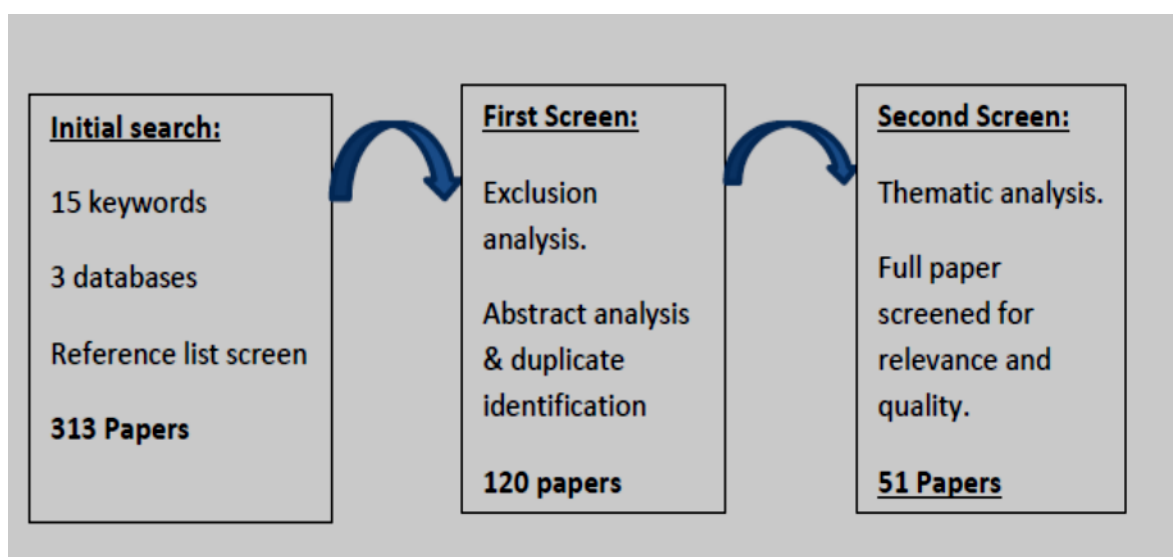 Initial search:
15 keywords
3 databases
Reference list screen
313 Papers
First Screen:
Exclusion
analysis.
Abstract analysis
& duplicate
identification
120 papers
Second Screen:
Thematic analysis.
Full paper
screened for
relevance and
quality.
51 Papers